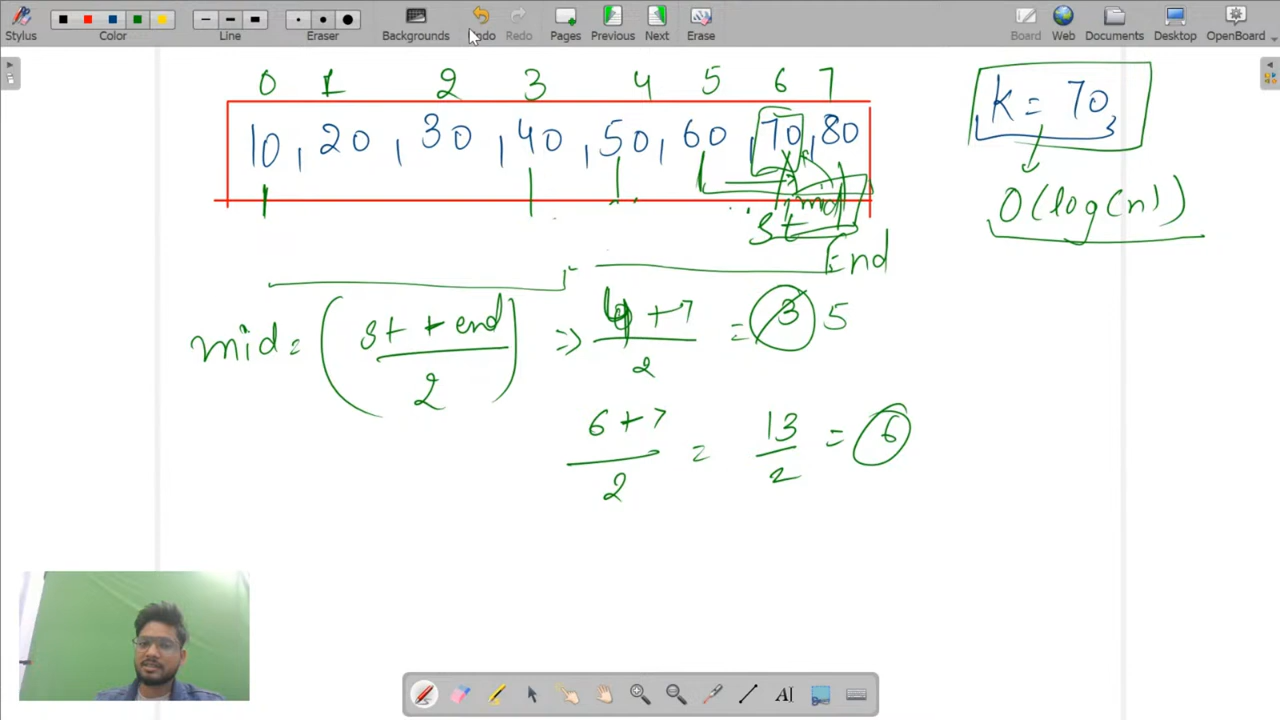 Stylus Color Line Eraser Backgrounds Undo Redo Pages Previous Next Erase Board Web Documents Desktop OpenBoard
0 1 2 3 4 5 6 7
10, 20, 30, 40, 50, 60, 70, 80
k = 70,
O(log(n))
mid
St
End
mid = (st + end / 2) => + 7 / 2 = 3 5
6 + 7 / 2 = 13 / 2 = 6